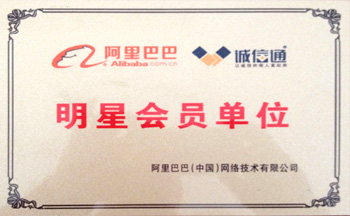 阿里巴巴 诚信通
Alibaba.com.cn
明星会员单位
阿里巴巴(中国)网络技术有限公司